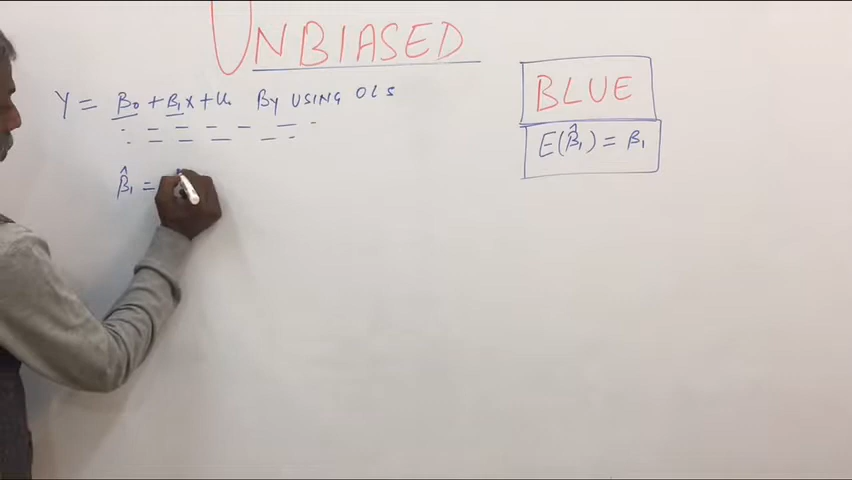 UNBIASED
Y = β₀ + β₁x + u. By USING OLS
β̂₁ =
BLUE
E(β̂₁) = β₁